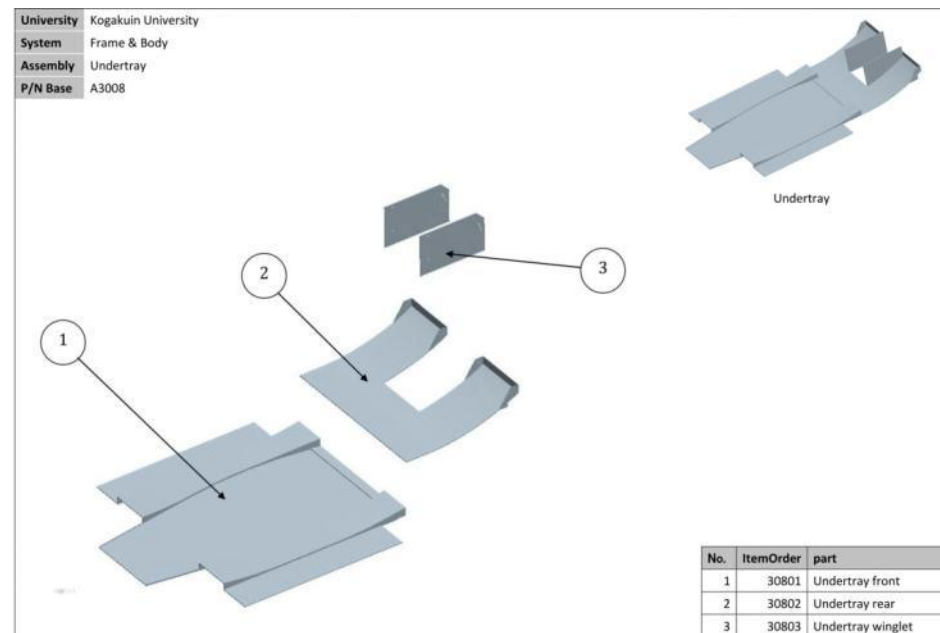 University Kogakuin University
System Frame & Body
Assembly Undertray
P/N Base A3008
Undertray
3
2
1
No. ItemOrder part
1 30801 Undertray front
2 30802 Undertray rear
3 30803 Undertray winglet